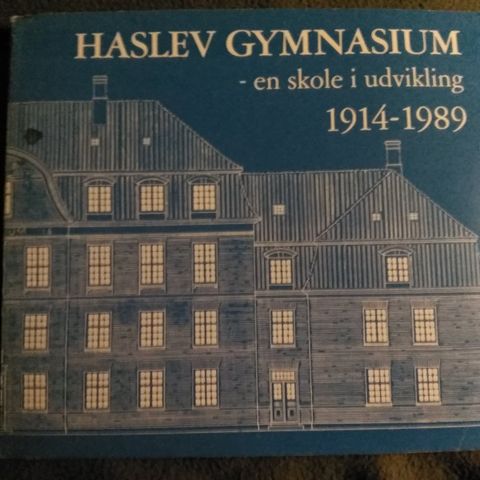 HASLEV GYMNASIUM
- en skole i udvikling
1914-1989